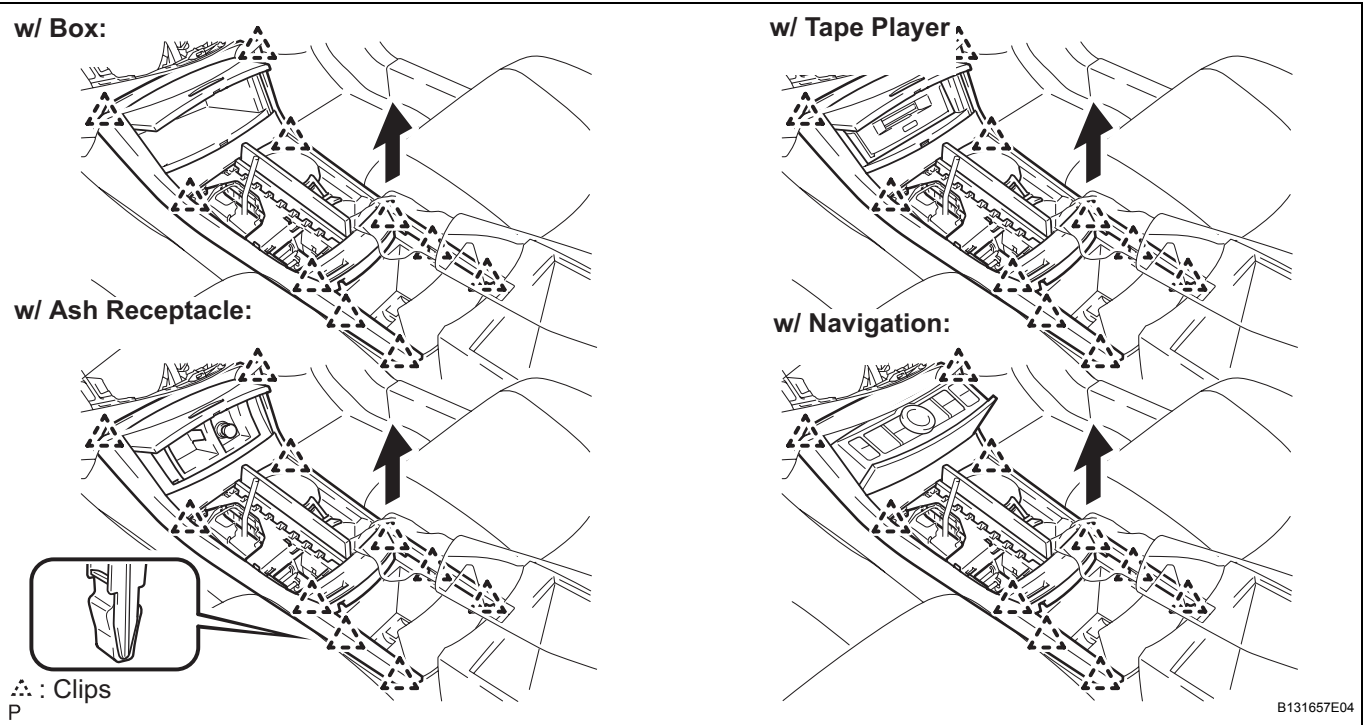 w/ Box:
w/ Tape Player
w/ Ash Receptacle:
w/ Navigation:
: Clips
P
B131657E04